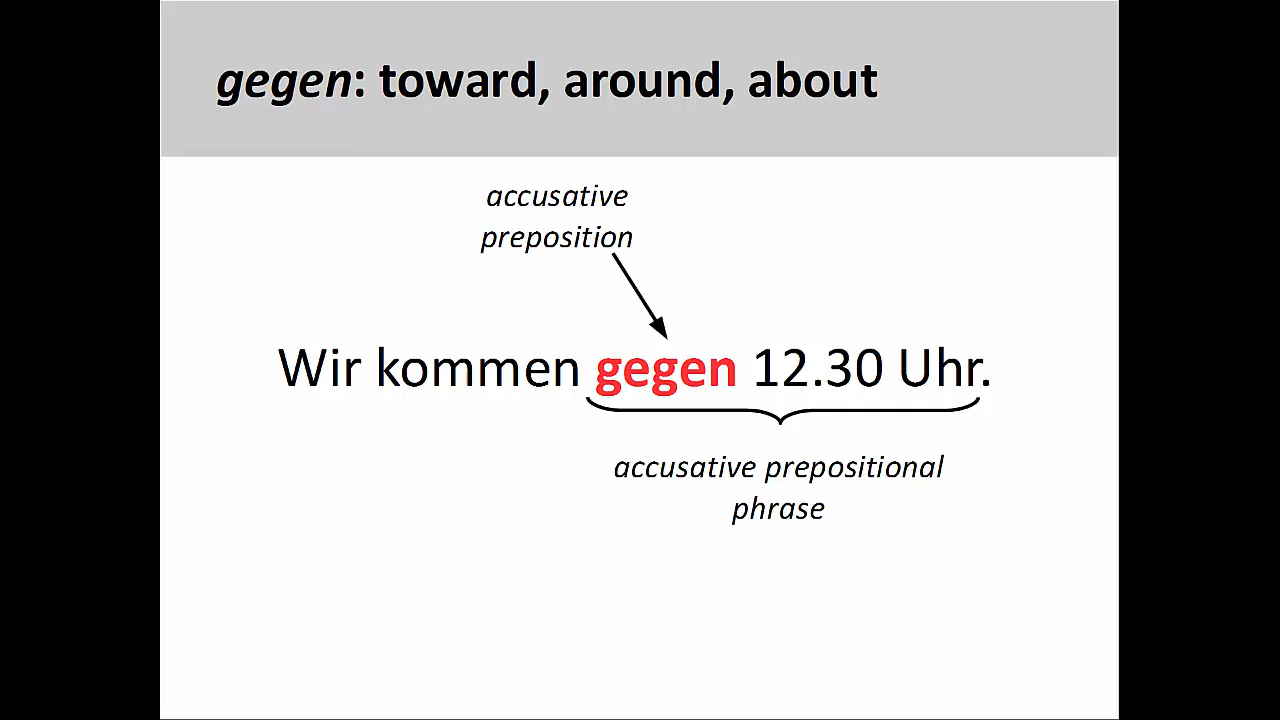 gegen: toward, around, about
accusative
preposition
Wir kommen gegen 12.30 Uhr.
accusative prepositional
phrase